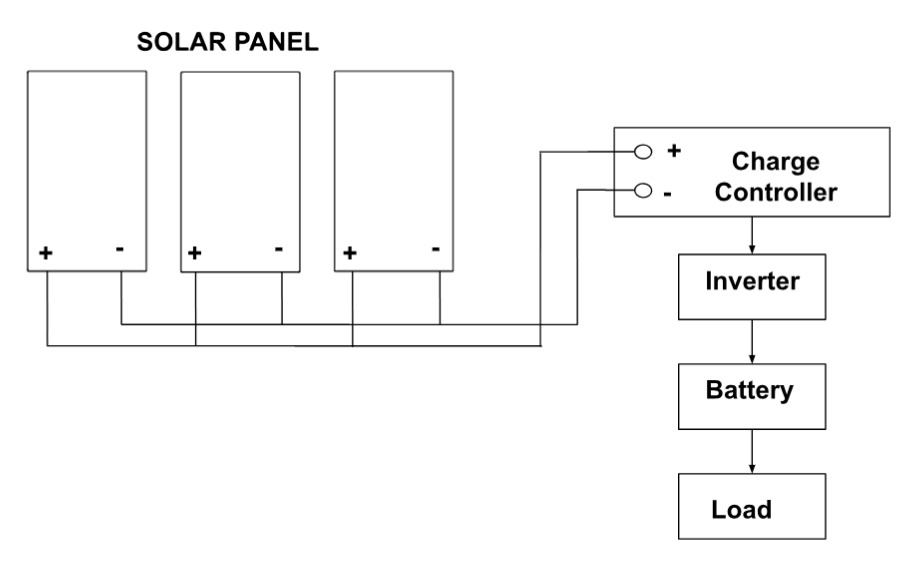 SOLAR PANEL
+ -
+ -
+ -
+
Charge
Controller
-
Inverter
Battery
Load